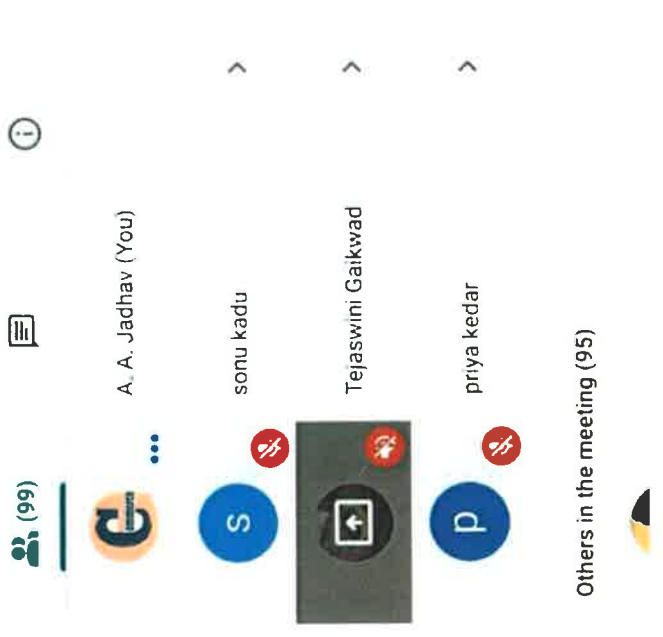 (99)
A. A. Jadhav (You)
s
sonu kadu
Tejaswini Gaikwad
p
priya kedar
Others in the meeting (95)